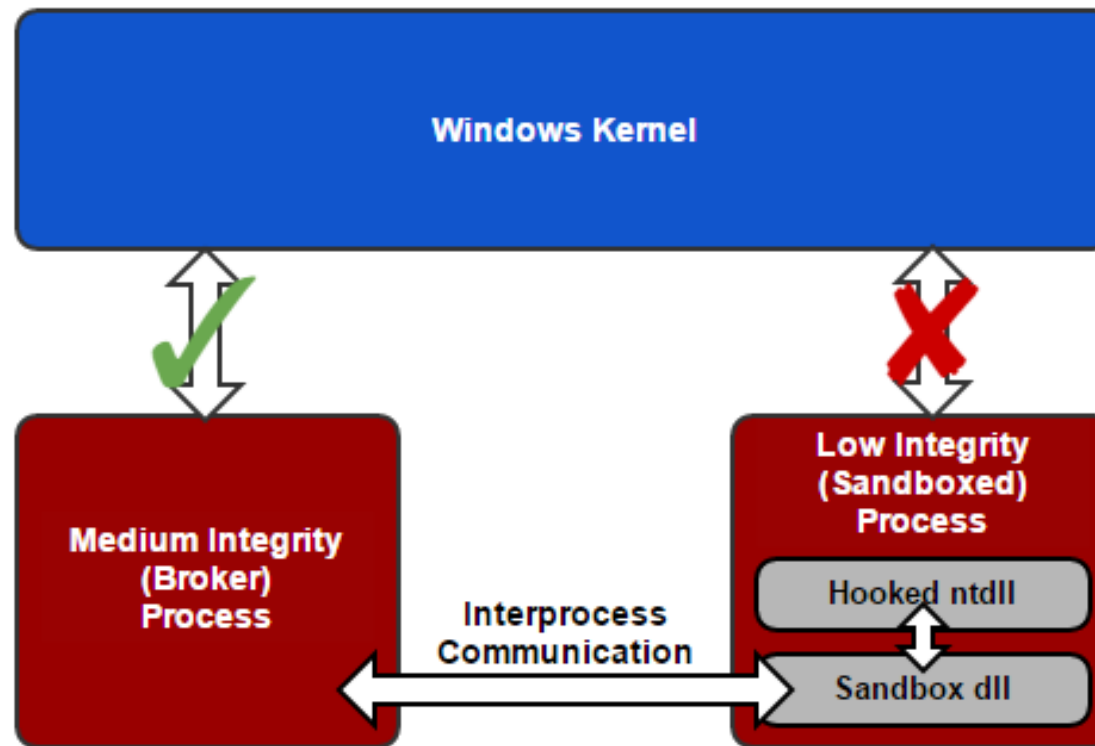 Windows Kernel
Medium Integrity
(Broker)
Process
Interprocess
Communication
Low Integrity
(Sandboxed)
Process
Hooked ntdll
Sandbox dll